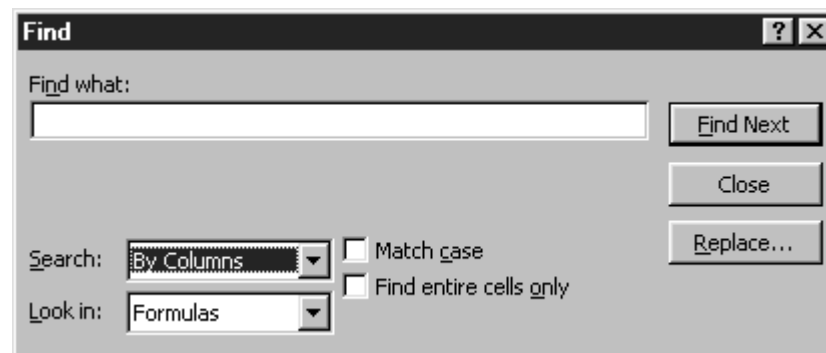 Find
Find what:
Find Next
Close
Replace...
Search: By Columns
Match case
Find entire cells only
Look in: Formulas